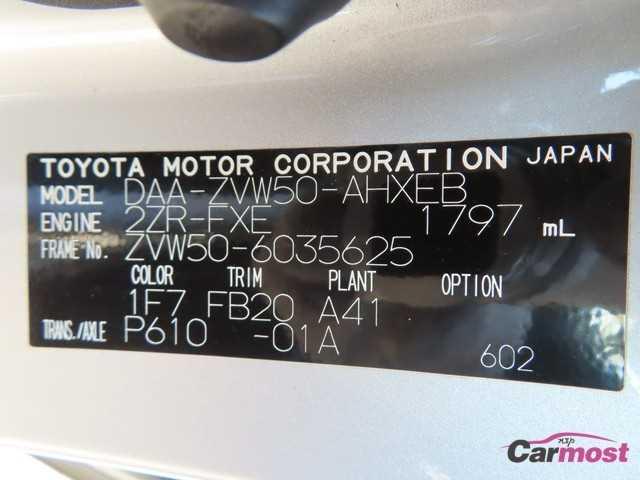 TOYOTA MOTOR CORPORATION JAPAN
MODEL DAA-ZVW50-AHXEB
ENGINE 2ZR-FXE 1797 mL
FRAME No. ZVW50-6035625
COLOR TRIM PLANT OPTION
1F7 FB20 A41
TRANS./AXLE P610 -01A
602
Carmost